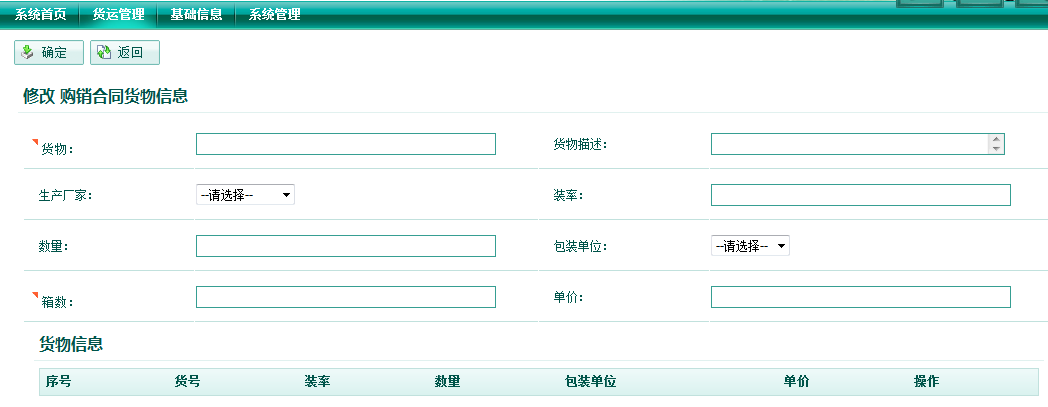 系统首页 货运管理 基础信息 系统管理
确定 返回
修改 购销合同货物信息
货物： 货物描述：
生产厂家： --请选择-- 装率：
数量： 包装单位： --请选择--
箱数： 单价：
货物信息
序号 货号 装率 数量 包装单位 单价 操作